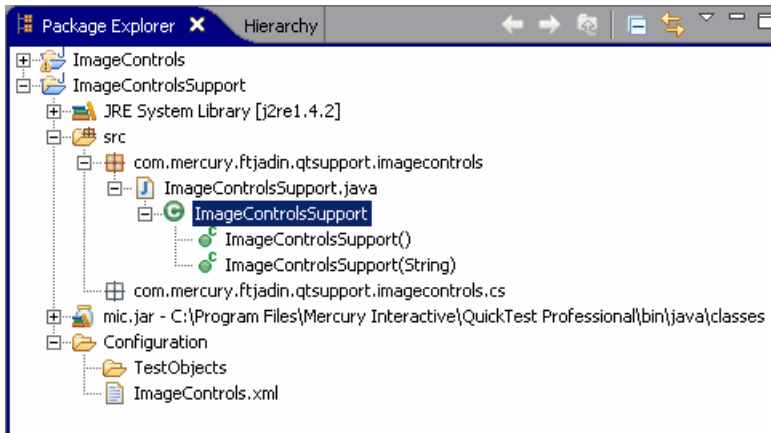 Package Explorer Hierarchy
ImageControls
ImageControlsSupport
JRE System Library [j2re1.4.2]
src
com.mercury.ftjadin.qtsupport.imagecontrols
ImageControlsSupport.java
ImageControlsSupport
ImageControlsSupport()
ImageControlsSupport(String)
com.mercury.ftjadin.qtsupport.imagecontrols.cs
mic.jar - C:\Program Files\Mercury Interactive\QuickTest Professional\bin\java\classes
Configuration
TestObjects
ImageControls.xml